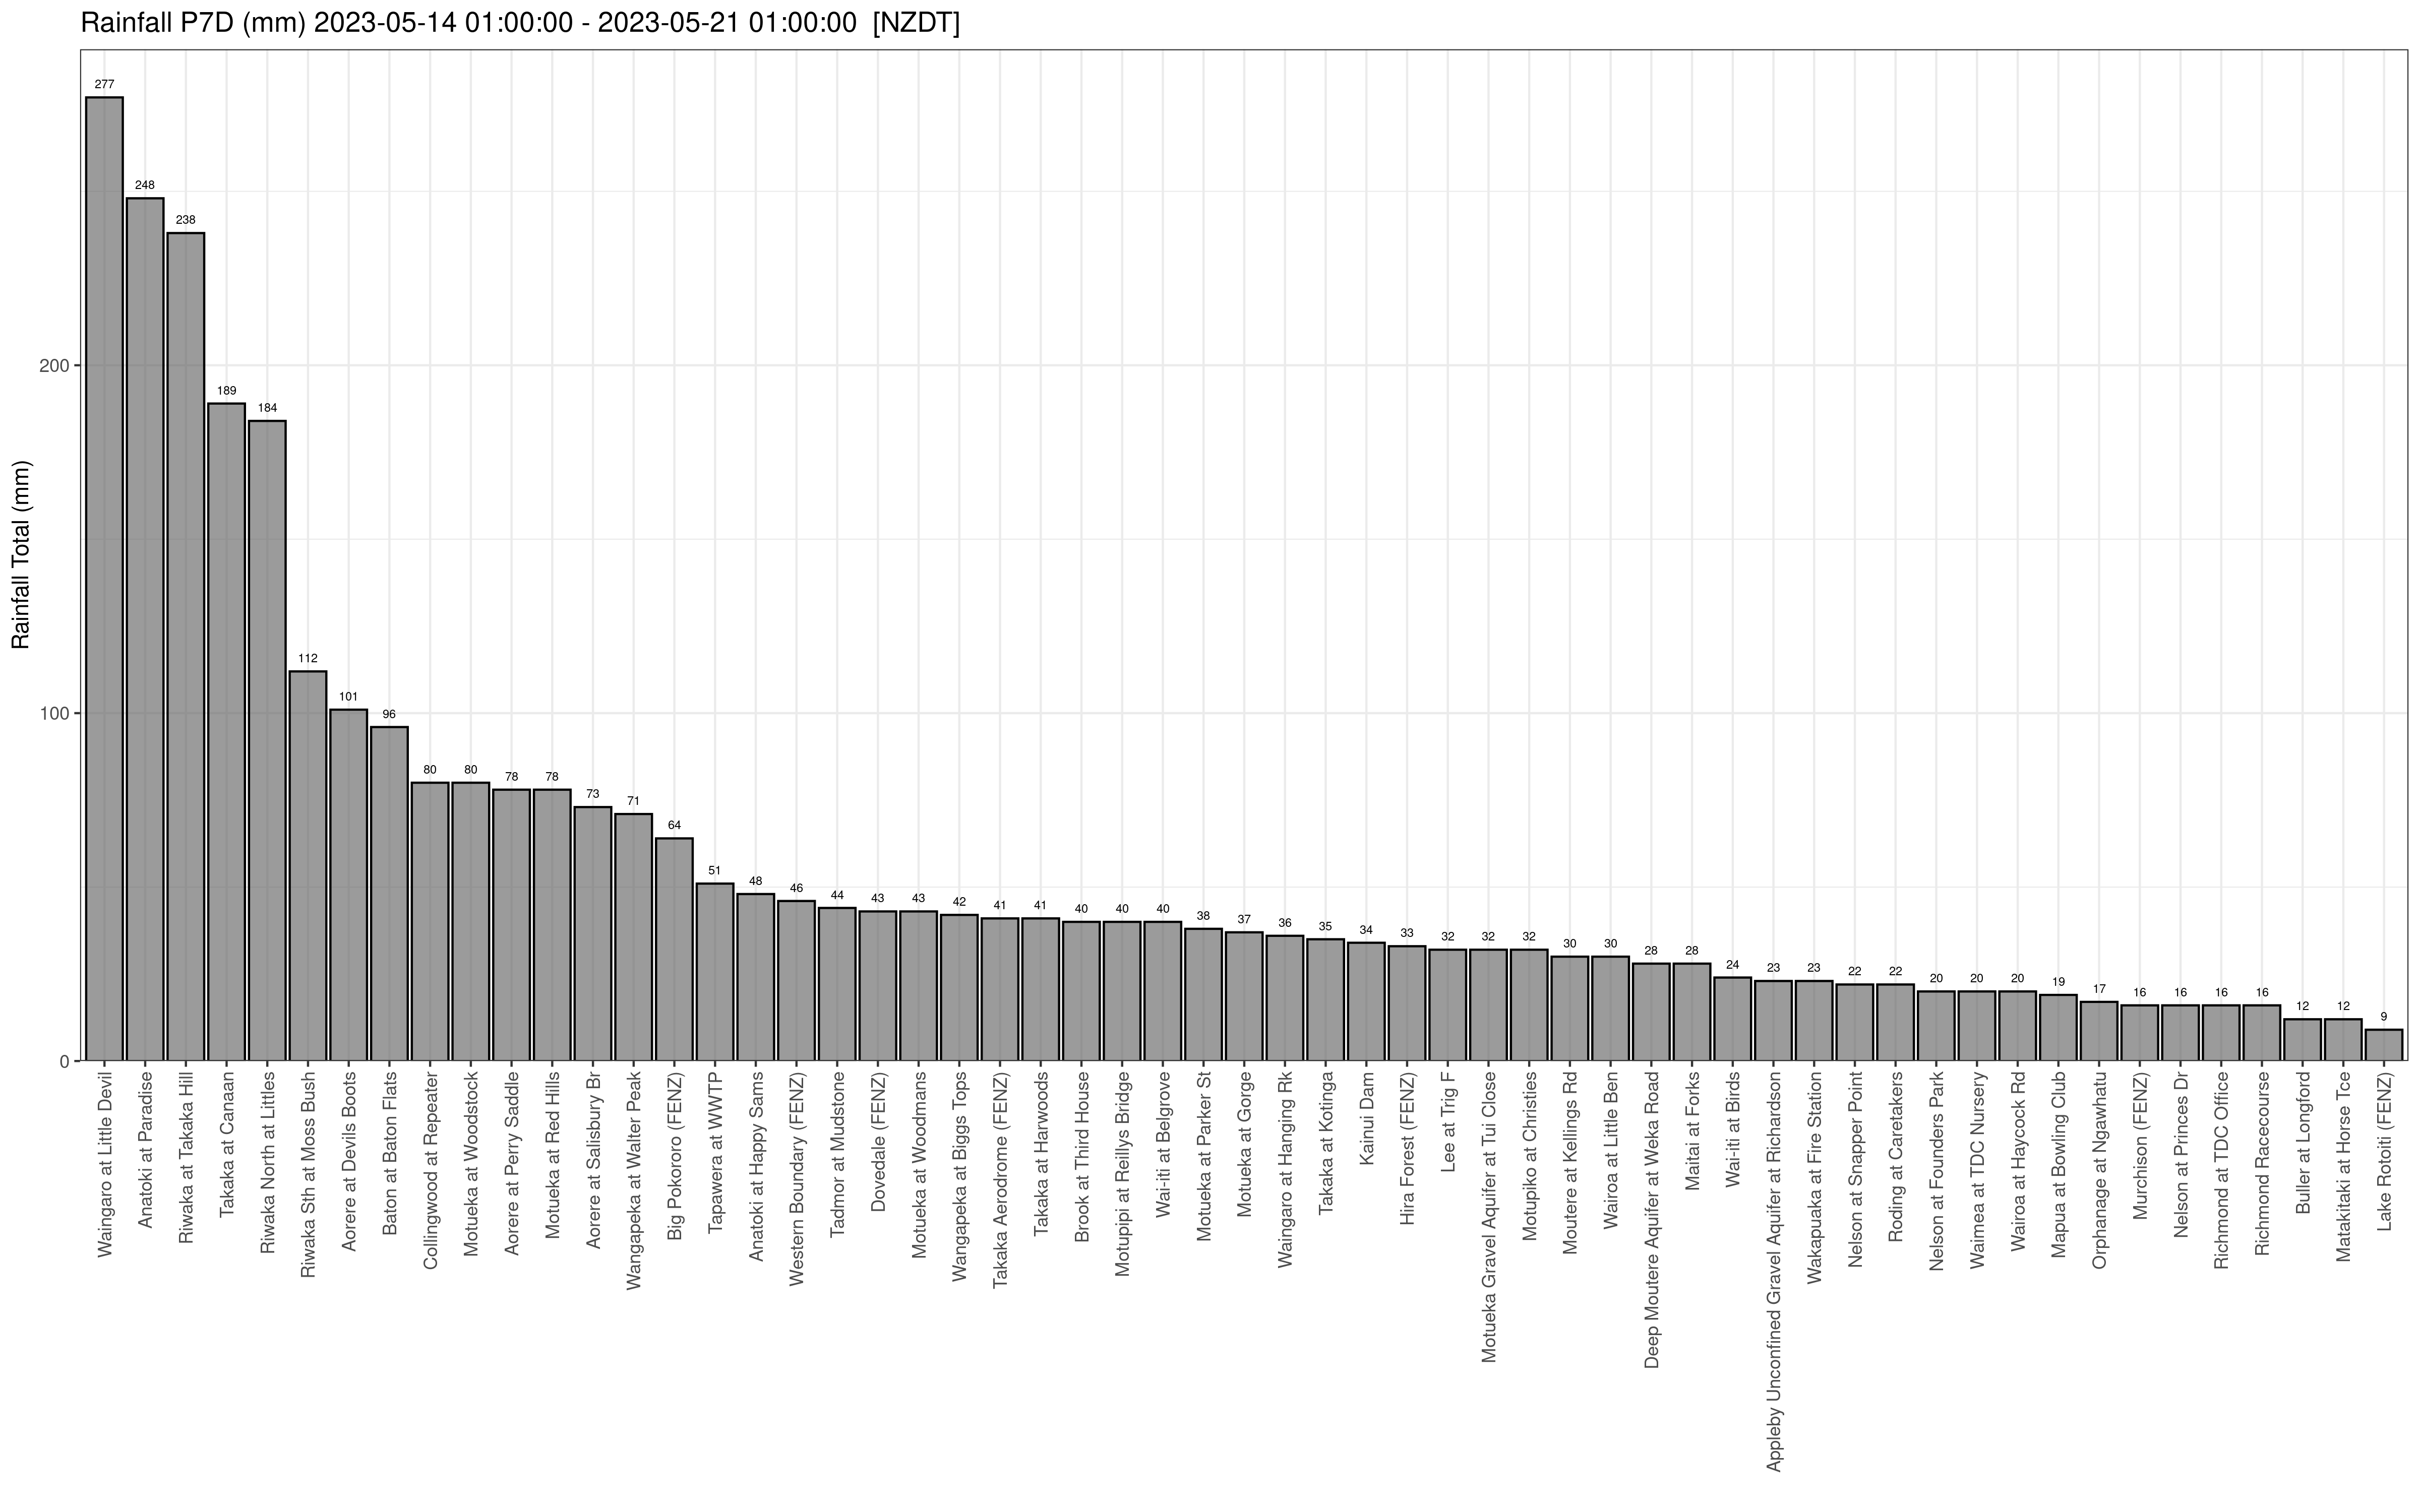 Rainfall P7D (mm) 2023-05-14 01:00:00 - 2023-05-21 01:00:00 [NZDT]
Rainfall Total (mm)
200
100
0
277
248
238
189
184
112
101
96
80
80
78
78
73
71
64
51
48
46
44
43
43
42
41
41
40
40
40
38
37
36
35
34
33
32
32
32
30
30
28
28
24
23
23
22
22
20
20
20
19
17
16
16
16
16
12
12
9
Waingaro at Little Devil
Anatoki at Paradise
Riwaka at Takaka Hill
Takaka at Canaan
Riwaka North at Littles
Riwaka Sth at Moss Bush
Aorere at Devils Boots
Baton at Baton Flats
Collingwood at Repeater
Motueka at Woodstock
Aorere at Perry Saddle
Motueka at Red Hills
Aorere at Salisbury Br
Wangapeka at Walter Peak
Big Pokororo (FENZ)
Tapawera at WWTP
Anatoki at Happy Sams
Western Boundary (FENZ)
Tadmor at Mudstone
Dovedale (FENZ)
Motueka at Woodmans
Wangapeka at Biggs Tops
Takaka Aerodrome (FENZ)
Takaka at Harwoods
Brook at Third House
Motupipi at Reillys Bridge
Wai-iti at Belgrove
Motueka at Parker St
Motueka at Gorge
Waingaro at Hanging Rk
Takaka at Kotinga
Kainui Dam
Hira Forest (FENZ)
Lee at Trig F
Motueka Gravel Aquifer at Tui Close
Motupiko at Christies
Moutere at Kellings Rd
Wairoa at Little Ben
Deep Moutere Aquifer at Weka Road
Maitai at Forks
Wai-iti at Birds
Appleby Unconfined Gravel Aquifer at Richardson
Wakapuaka at Fire Station
Nelson at Snapper Point
Roding at Caretakers
Nelson at Founders Park
Waimea at TDC Nursery
Wairoa at Haycock Rd
Mapua at Bowling Club
Orphanage at Ngawhatu
Murchison (FENZ)
Nelson at Princes Dr
Richmond at TDC Office
Richmond Racecourse
Buller at Longford
Matakitaki at Horse Tce
Lake Rotoiti (FENZ)